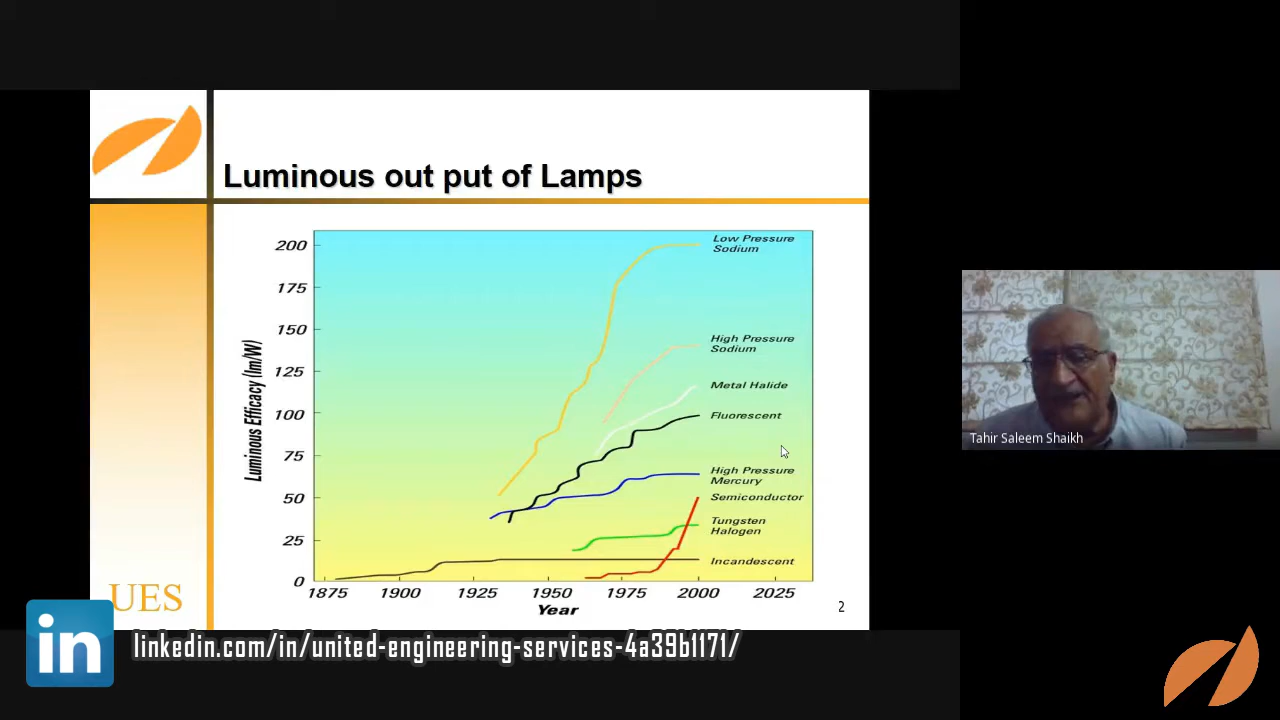 Luminous out put of Lamps
200
175
150
125
100
75
50
25
0
Luminous Efficacy (lm/W)
Low Pressure
Sodium
High Pressure
Sodium
Metal Halide
Fluorescent
High Pressure
Mercury
Semiconductor
Tungsten
Halogen
Incandescent
1875 1900 1925 1950 1975 2000 2025
Year
UES
2
Tahir Saleem Shaikh
in
linkedin.com/in/united-engineering-services-4a39b1171/